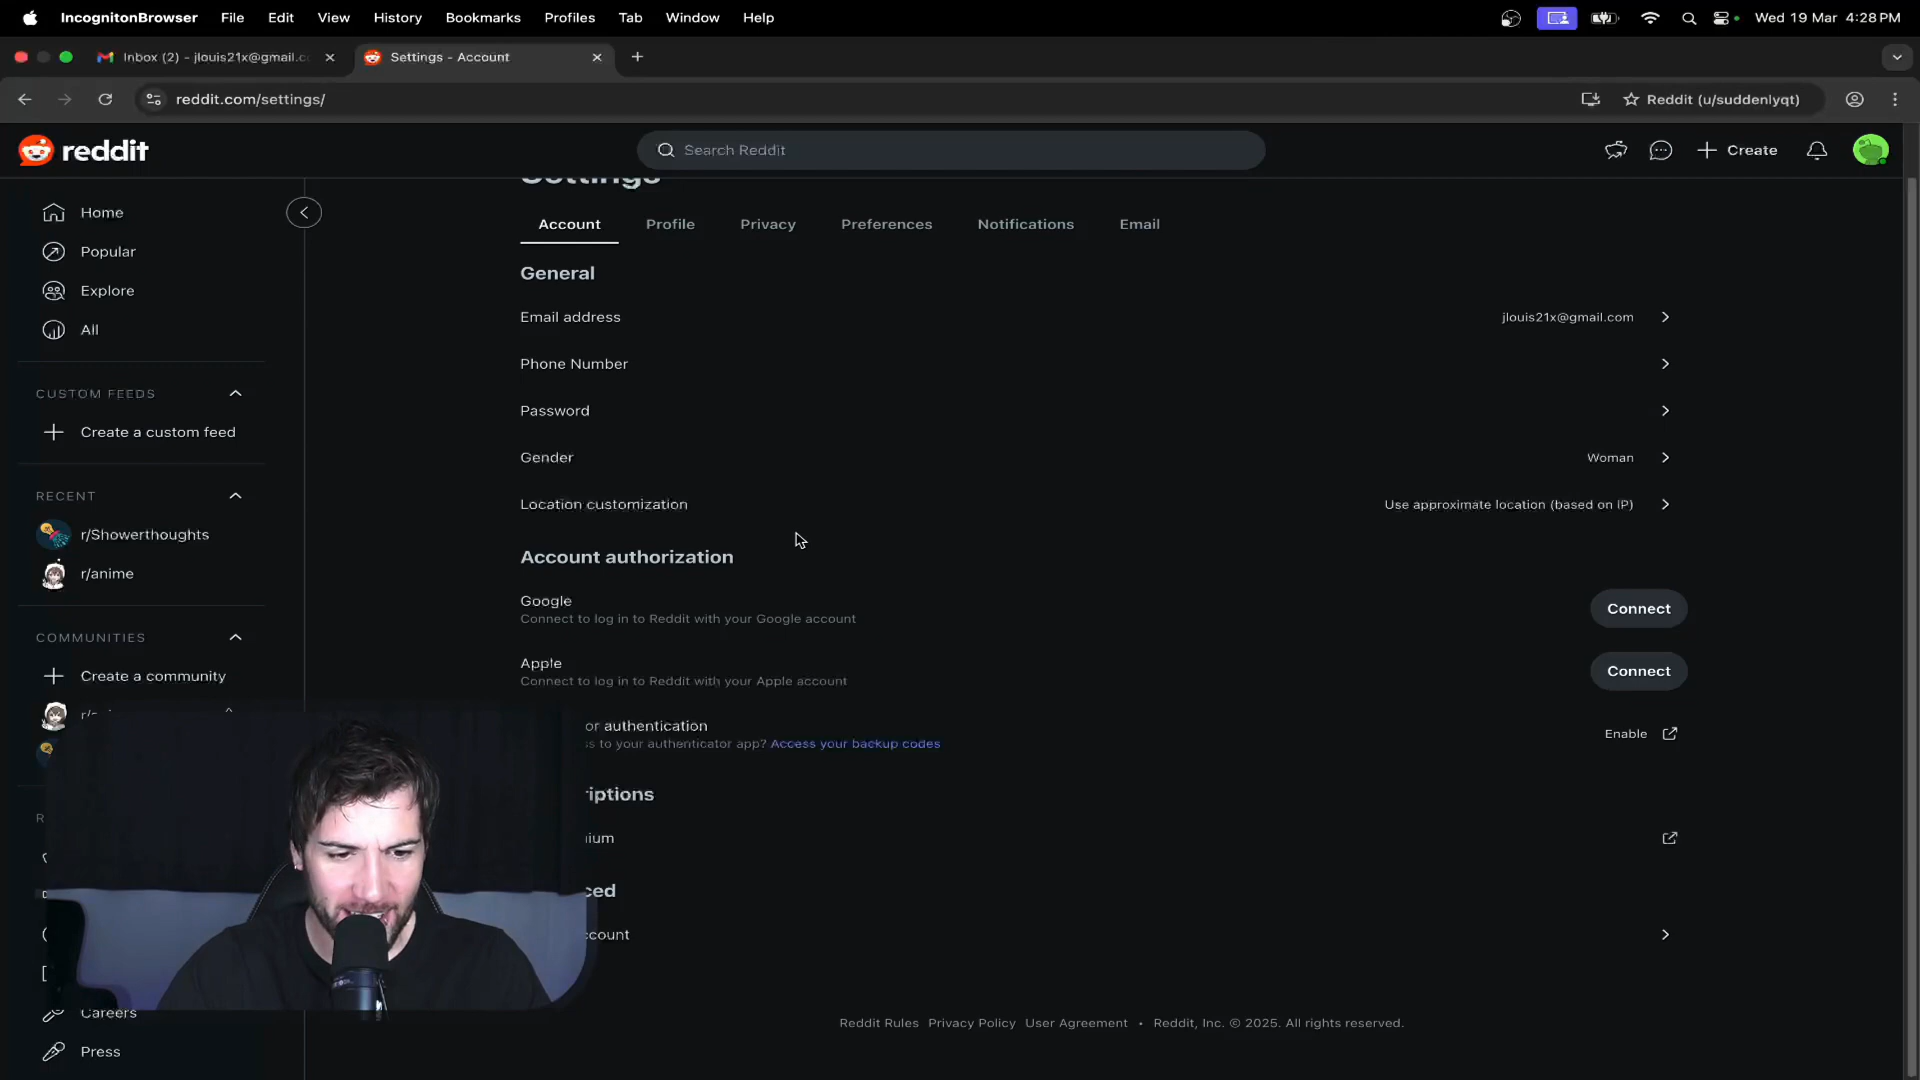 IncognitonBrowser File Edit View History Bookmarks Profiles Tab Window Help Wed 19 Mar 4:28 PM
Inbox (2) - jlouis21x@gmail.c Settings - Account
reddit.com/settings/ Reddit (u/suddenlyqt)
reddit Search Reddit Create
Settings
Home
Popular
Explore
All
CUSTOM FEEDS
Create a custom feed
RECENT
r/Showerthoughts
r/anime
COMMUNITIES
Create a community
Careers
Press
Account Profile Privacy Preferences Notifications Email
General
Email address jlouis21x@gmail.com
Phone Number
Password
Gender Woman
Location customization Use approximate location (based on IP)
Account authorization
Google Connect
Connect to log in to Reddit with your Google account
Apple Connect
Connect to log in to Reddit with your Apple account
or authentication Enable
s to your authenticator app? Access your backup codes
riptions
ium
ced
ccount
Reddit Rules Privacy Policy User Agreement • Reddit, Inc. © 2025. All rights reserved.